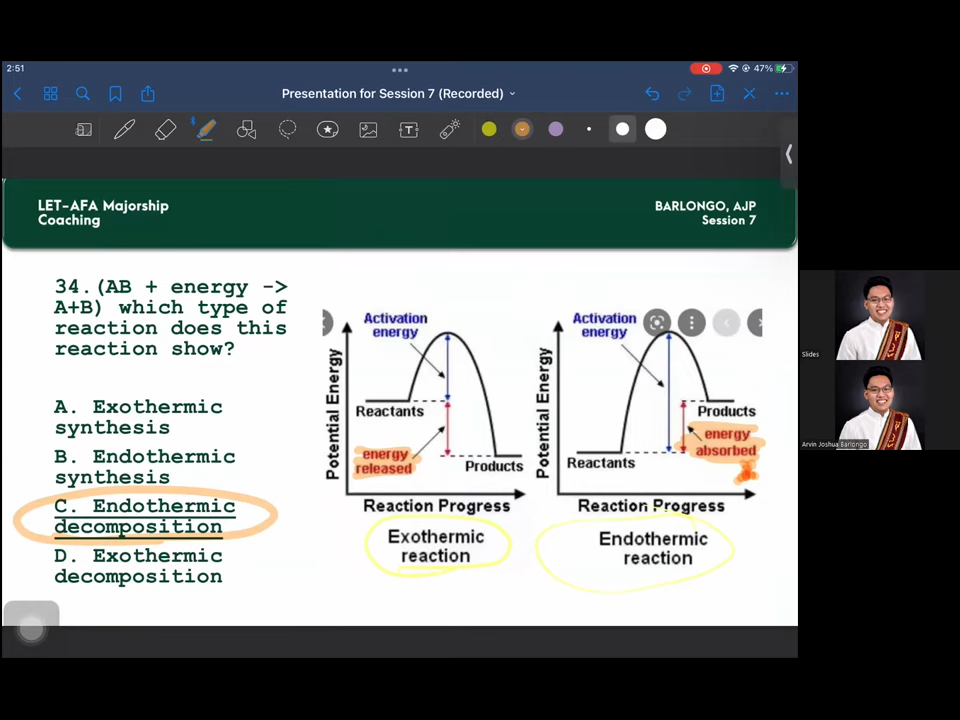 2:51
47%
Presentation for Session 7 (Recorded)
T
LET-AFA Majorship
Coaching
BARLONGO, AJP
Session 7
34.(AB + energy ->
A+B) which type of
reaction does this
reaction show?
A. Exothermic
synthesis
B. Endothermic
synthesis
C. Endothermic
decomposition
D. Exothermic
decomposition
Potential Energy
Activation
energy
Reactants
energy
released
Products
Reaction Progress
Exothermic
reaction
Potential Energy
Activation
energy
Products
energy
absorbed
Reactants
Reaction Progress
Endothermic
reaction
Slides
Arvin Joshua Barlongo